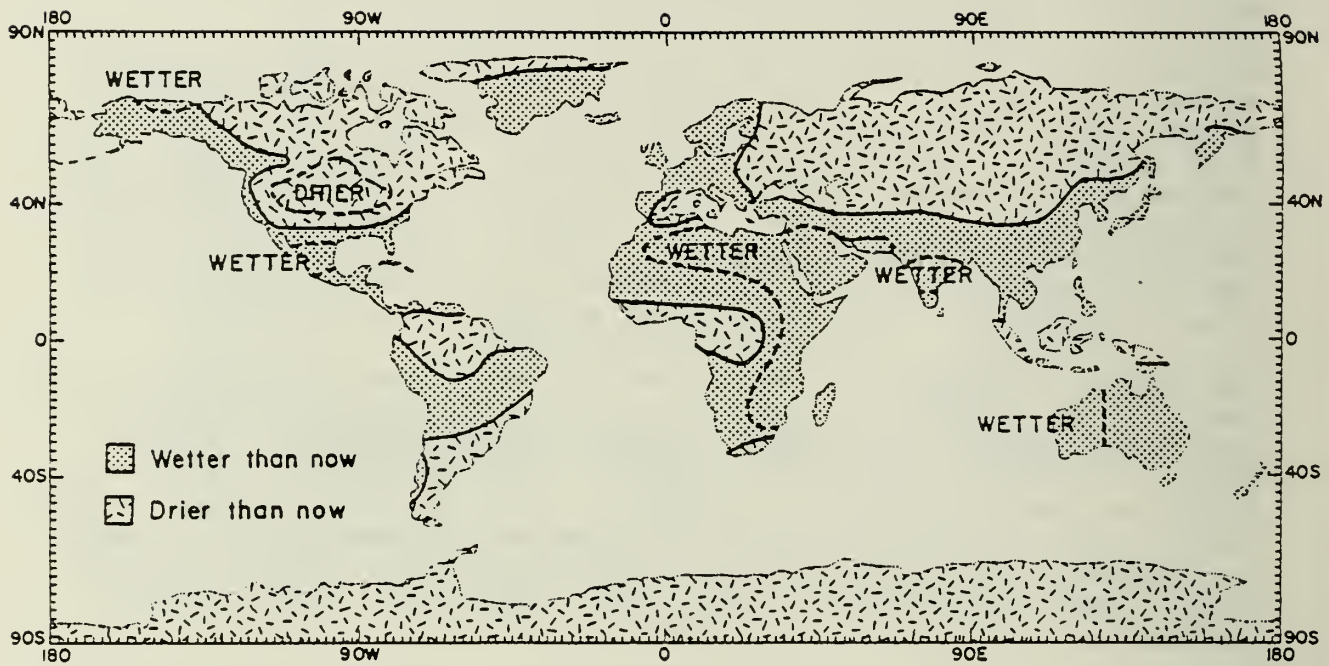 180 90W 0 90E 180
90N 90N
WETTER
DRIER
40N 40N
WETTER WETTER WETTER
0 0
WETTER
Wetter than now
40S 40S
Drier than now
90S 90S
180 90W 0 90E 180